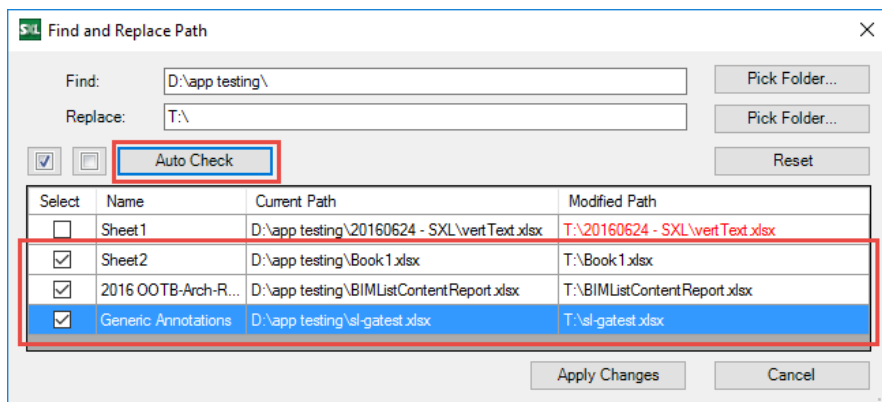 SXL Find and Replace Path
Find: D:\app testing\ Pick Folder...
Replace: T:\ Pick Folder...
Auto Check Reset
Select Name Current Path Modified Path
Sheet1 D:\app testing\20160624 - SXL\vertText.xlsx T:\20160624 - SXL\vertText.xlsx
Sheet2 D:\app testing\Book1.xlsx T:\Book1.xlsx
2016 OOTB-Arch-R... D:\app testing\BIMListContentReport.xlsx T:\BIMListContentReport.xlsx
Generic Annotations D:\app testing\sl-gatest.xlsx T:\sl-gatest.xlsx
Apply Changes Cancel